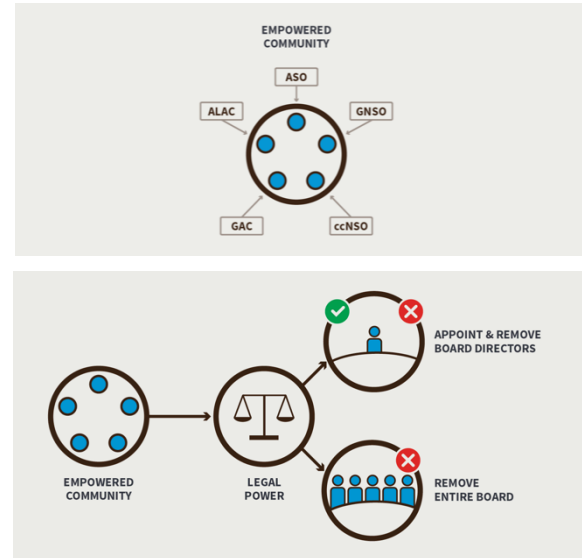 EMPOWERED
COMMUNITY
ASO
ALAC
GNSO
GAC
ccNSO
APPOINT & REMOVE
BOARD DIRECTORS
EMPOWERED
COMMUNITY
LEGAL
POWER
REMOVE
ENTIRE BOARD